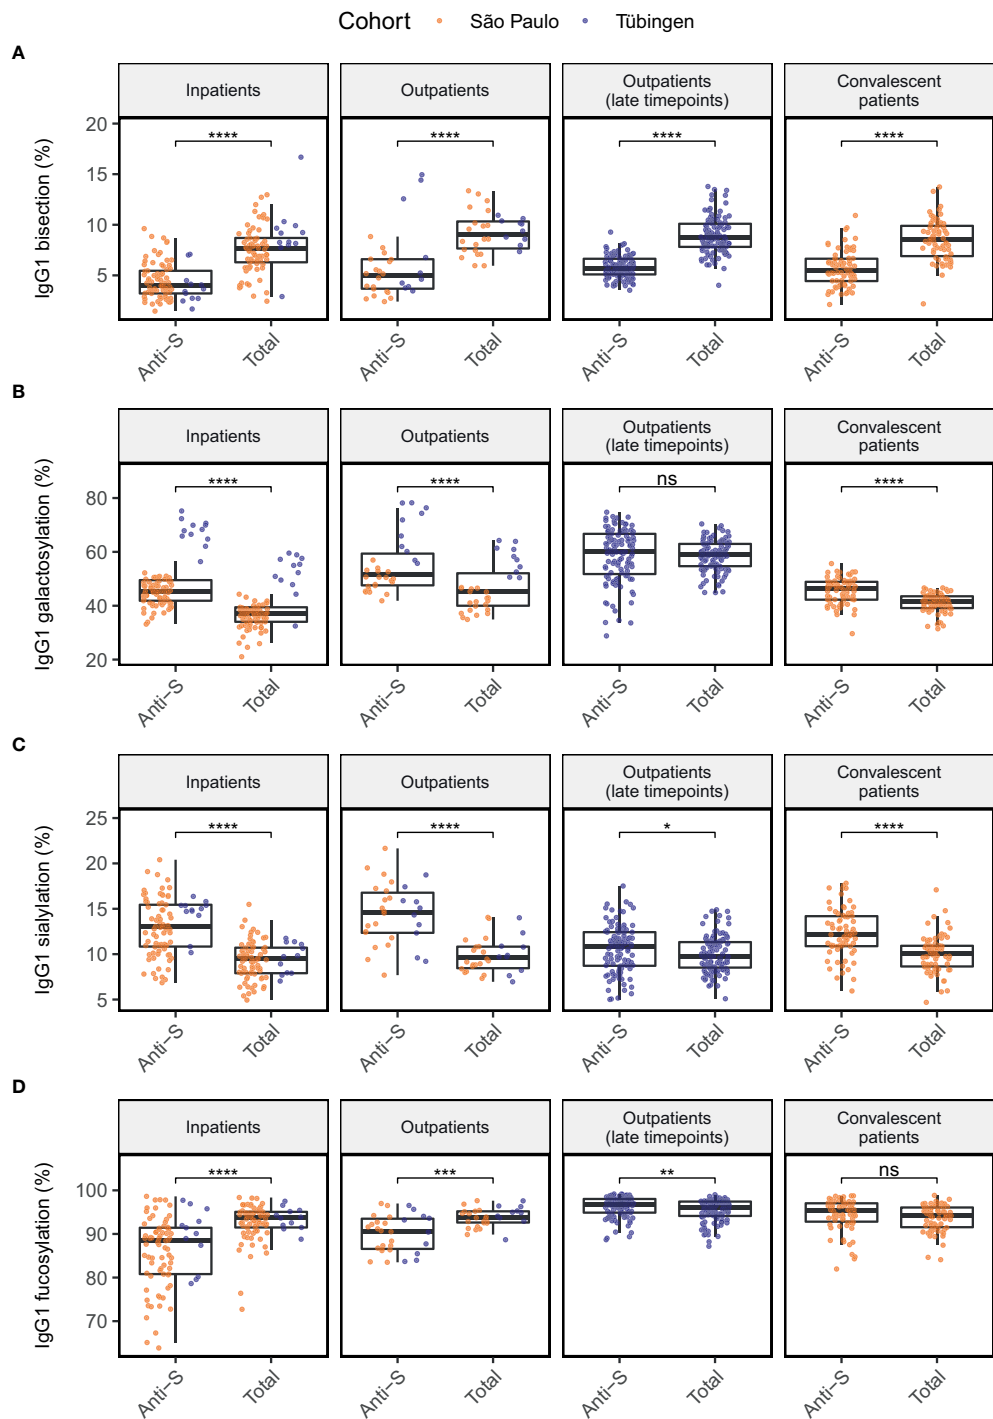 Cohort São Paulo Tübingen
A
Inpatients Outpatients Outpatients (late timepoints) Convalescent patients
IgG1 bisection (%)
20
15
10
5
**** **** **** ****
Anti−S Total Anti−S Total Anti−S Total Anti−S Total
B
Inpatients Outpatients Outpatients (late timepoints) Convalescent patients
IgG1 galactosylation (%)
80
60
40
20
**** **** ns ****
Anti−S Total Anti−S Total Anti−S Total Anti−S Total
C
Inpatients Outpatients Outpatients (late timepoints) Convalescent patients
IgG1 sialylation (%)
25
20
15
10
5
**** **** * ****
Anti−S Total Anti−S Total Anti−S Total Anti−S Total
D
Inpatients Outpatients Outpatients (late timepoints) Convalescent patients
IgG1 fucosylation (%)
100
90
80
70
**** *** ** ns
Anti−S Total Anti−S Total Anti−S Total Anti−S Total